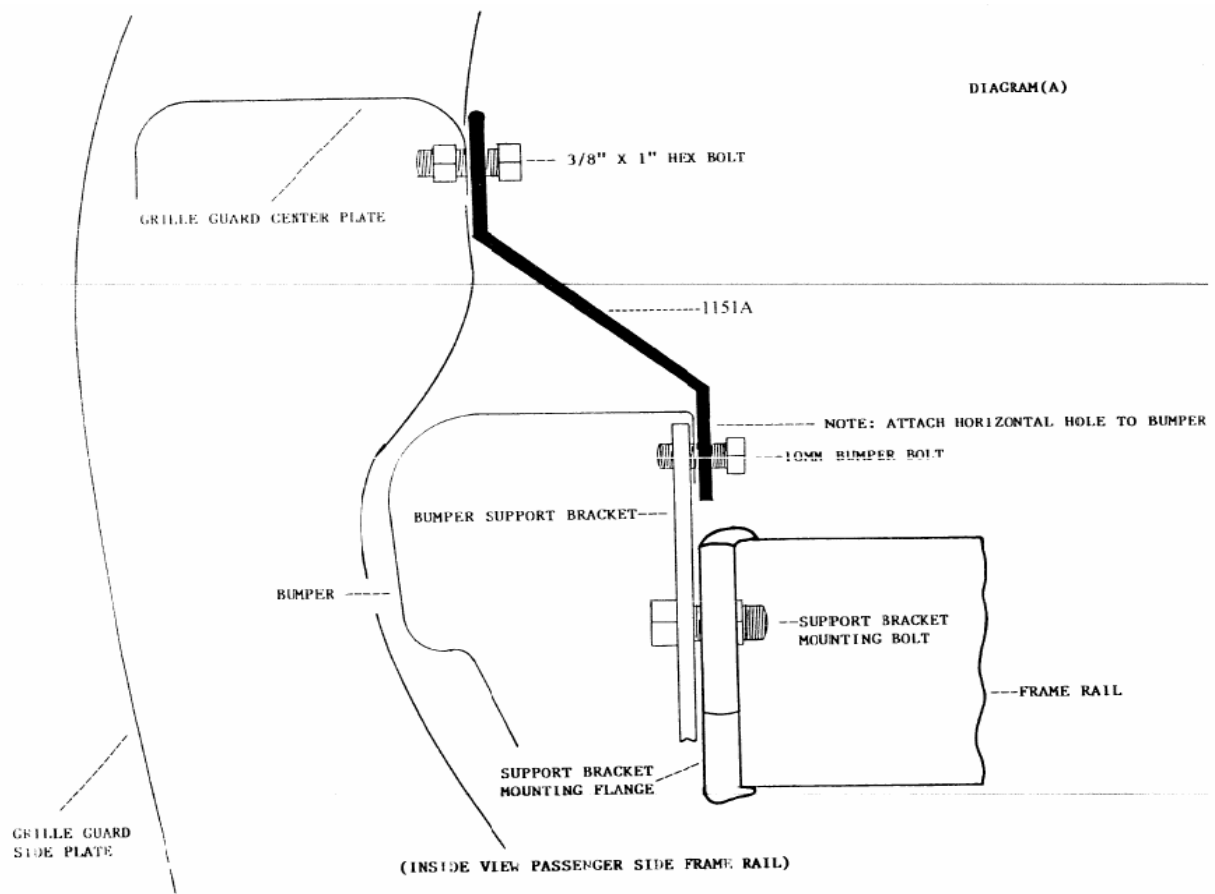 DIAGRAM(A)
3/8" X 1" HEX BOLT
GRILLE GUARD CENTER PLATE
1151A
NOTE: ATTACH HORIZONTAL HOLE TO BUMPER
10MM BUMPER BOLT
BUMPER SUPPORT BRACKET
BUMPER
SUPPORT BRACKET
MOUNTING BOLT
FRAME RAIL
SUPPORT BRACKET
MOUNTING FLANGE
GRILLE GUARD
SIDE PLATE
(INSIDE VIEW PASSENGER SIDE FRAME RAIL)